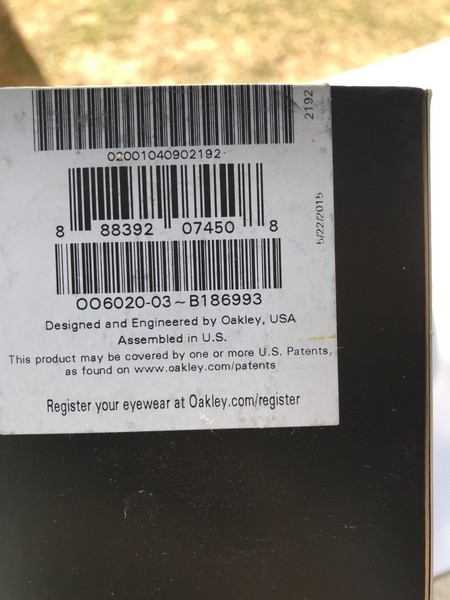 2192
02001040902192
5/22/2015
8 88392 07450 8
OO6020-03~B186993
Designed and Engineered by Oakley, USA
Assembled in U.S.
This product may be covered by one or more U.S. Patents,
as found on www.oakley.com/patents
Register your eyewear at Oakley.com/register